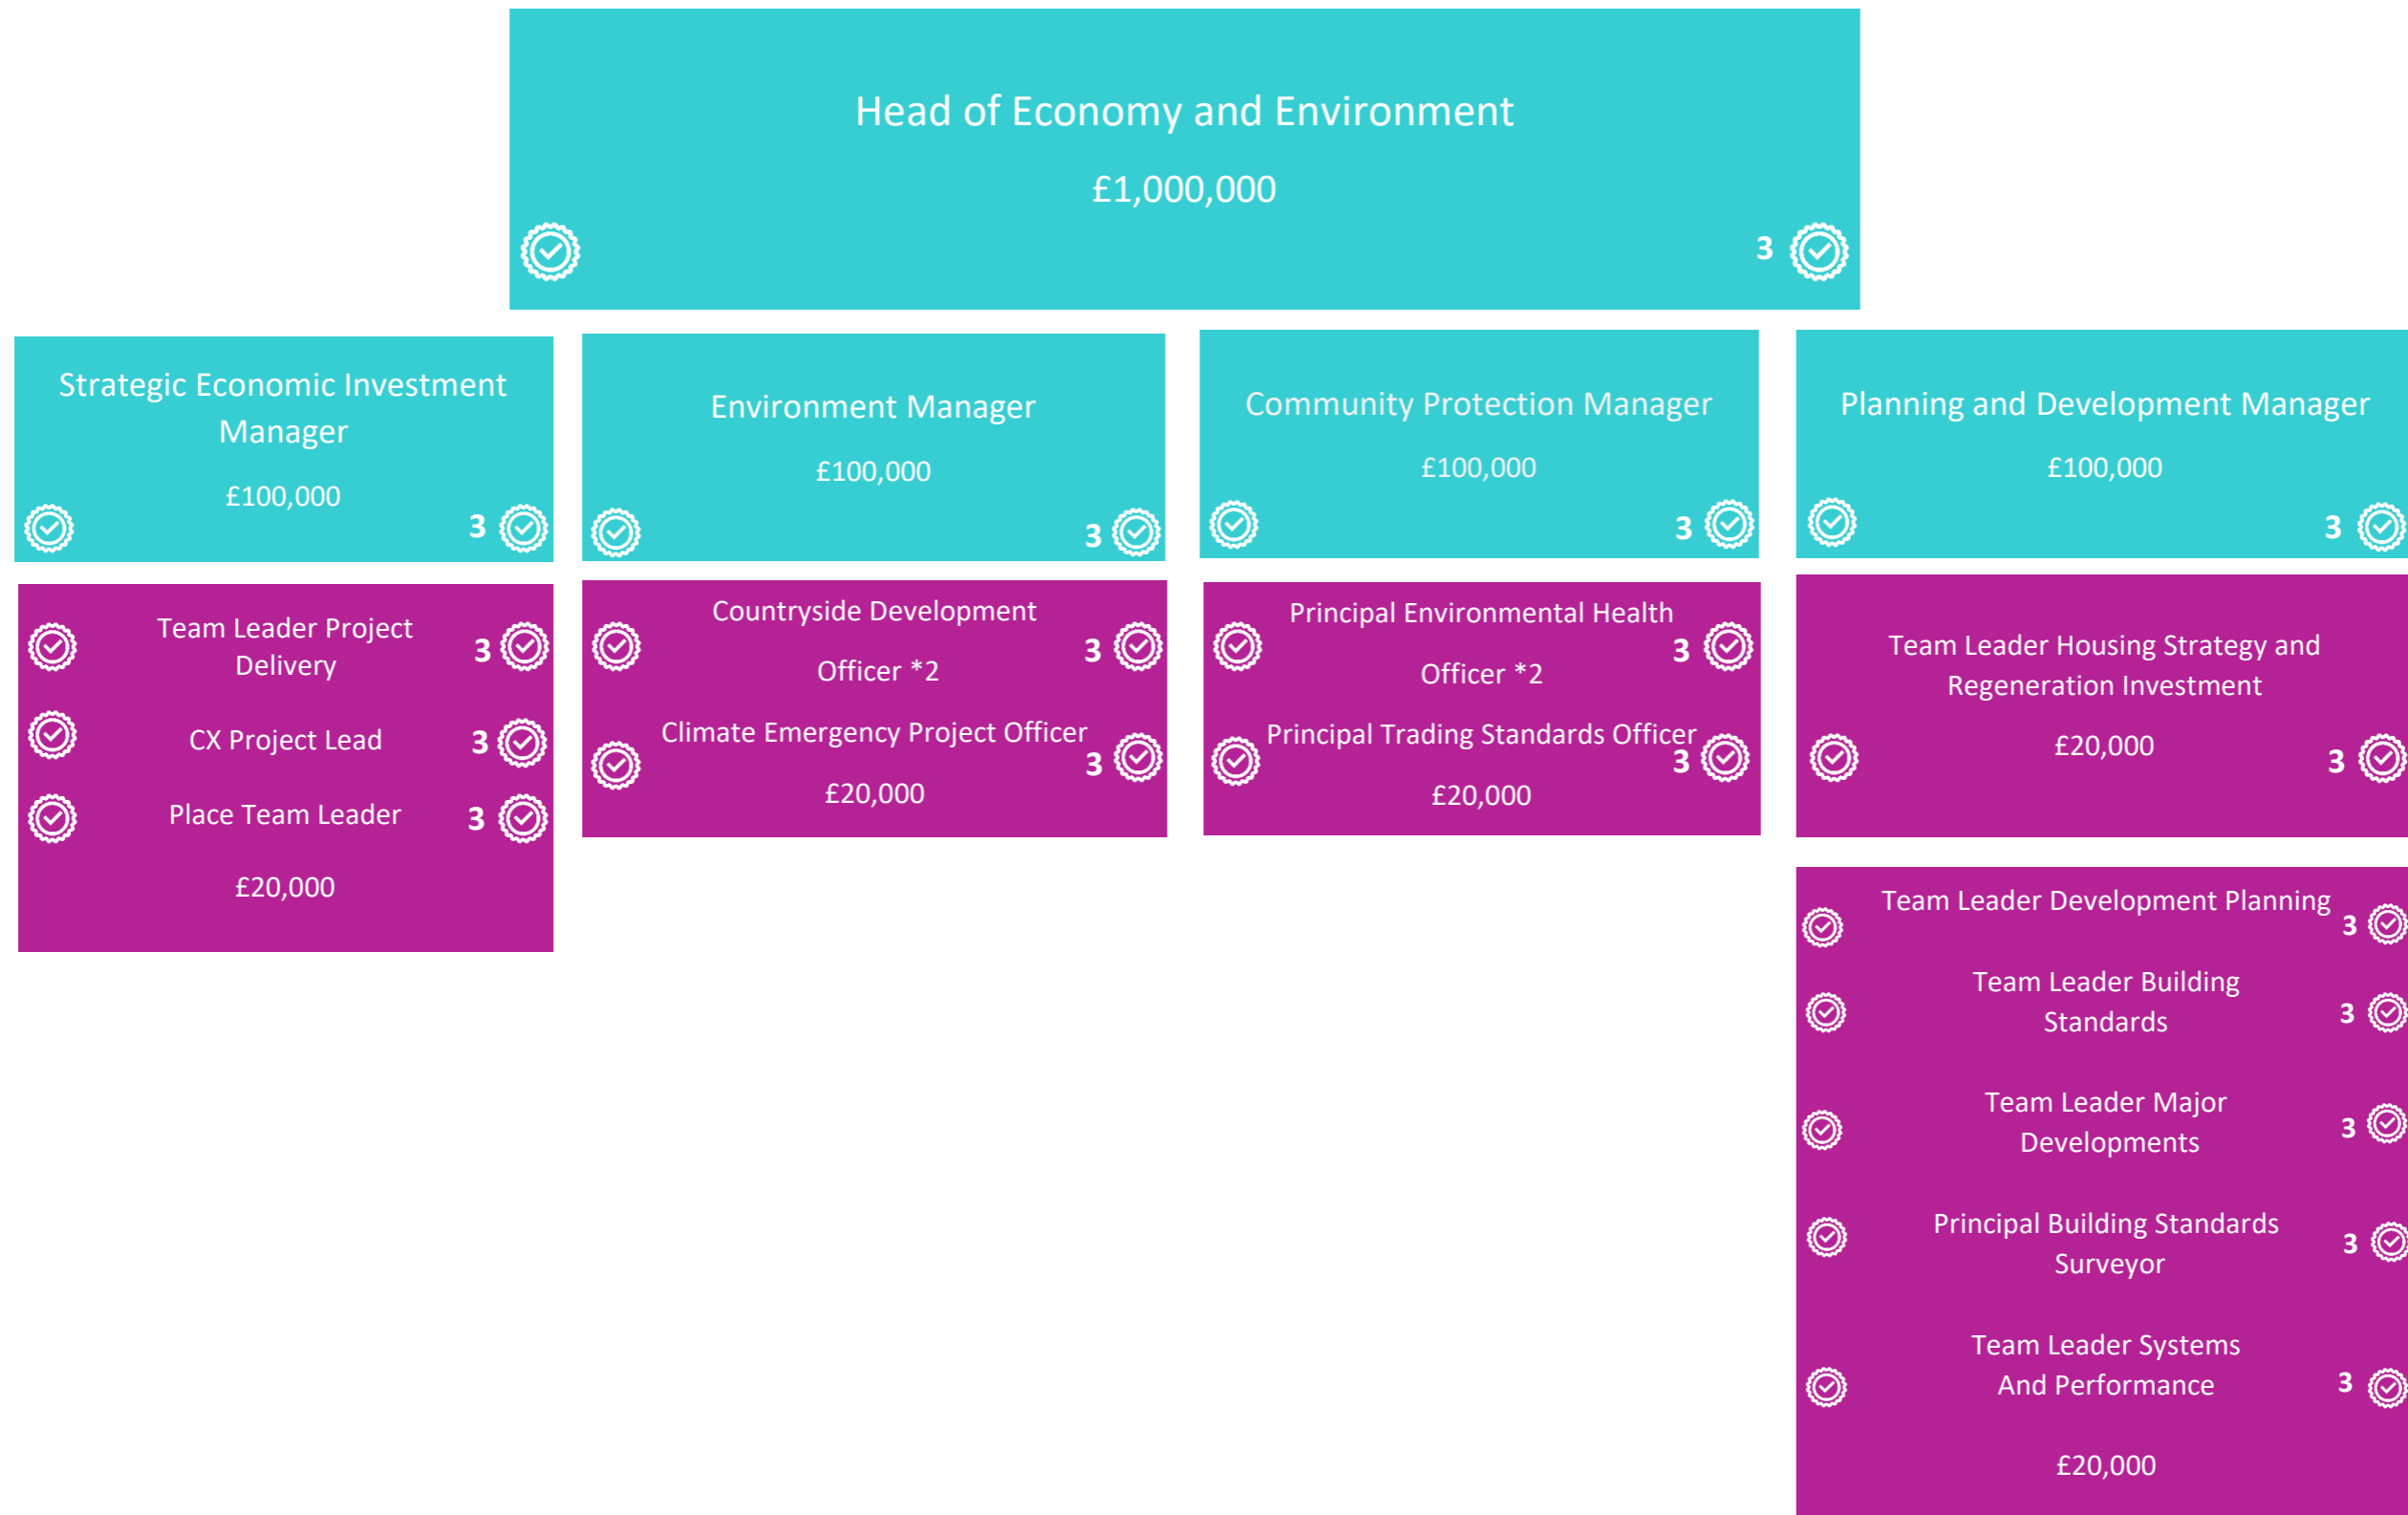 Head of Economy and Environment
£1,000,000
3
Strategic Economic Investment
Manager
£100,000
3
Environment Manager
£100,000
3
Community Protection Manager
£100,000
3
Planning and Development Manager
£100,000
3
Team Leader Project
Delivery
3
CX Project Lead
3
Place Team Leader
3
£20,000
Countryside Development
Officer *2
3
Climate Emergency Project Officer
3
£20,000
Principal Environmental Health
Officer *2
3
Principal Trading Standards Officer
3
£20,000
Team Leader Housing Strategy and
Regeneration Investment
£20,000
3
Team Leader Development Planning
3
Team Leader Building
Standards
3
Team Leader Major
Developments
3
Principal Building Standards
Surveyor
3
Team Leader Systems
And Performance
3
£20,000